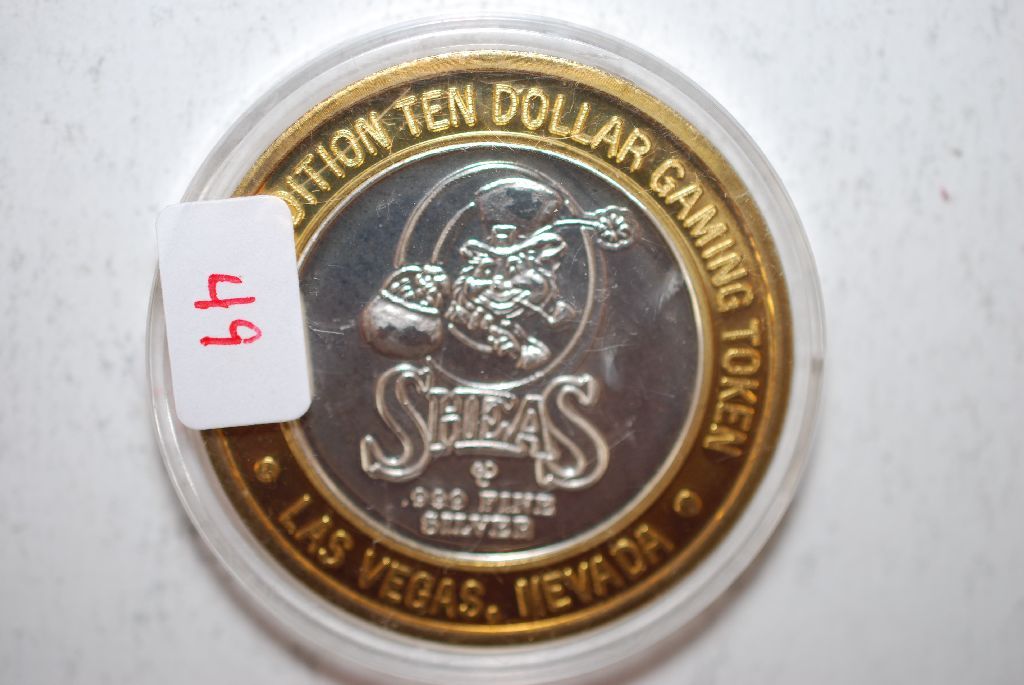 DITION TEN DOLLAR GAMING TOKEN
SHEAS
.999 FINE
SILVER
LAS VEGAS, NEVADA
49